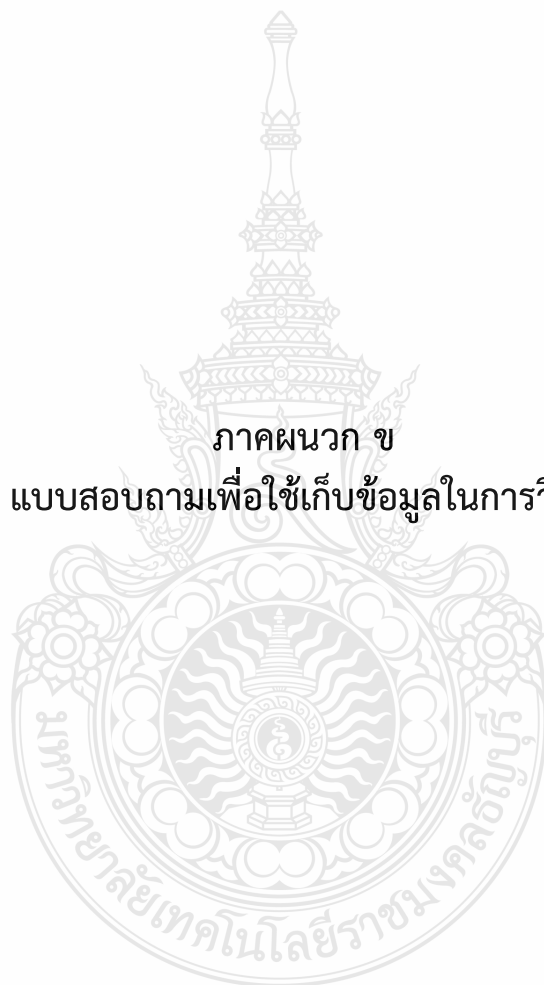 ภาคผนวก ข
แบบสอบถามเพื่อใช้เก็บข้อมูลในการ
มหาวิทยาลัยเทคโนโลยีราชมงคลธัญบุรี